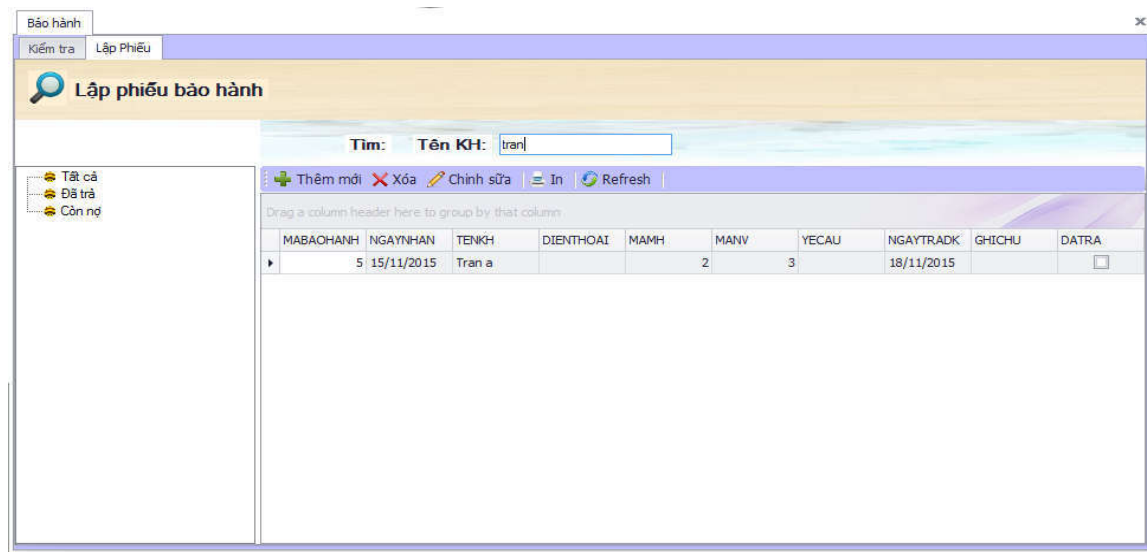 Bảo hành
Kiểm tra Lập Phiếu
Lập phiếu bảo hành
Tìm: Tên KH: tran
Tất cả
Đã trả
Còn nợ
Thêm mới Xóa Chỉnh sữa In Refresh
Drag a column header here to group by that column
MABAOHANH NGAYNHAN TENKH DIENTHOAI MAMH MANV YECAU NGAYTRADK GHICHU DATRA
5 15/11/2015 Tran a 2 3 18/11/2015